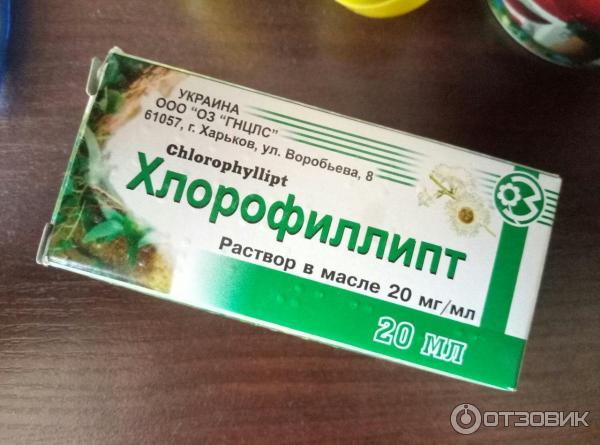 УКРАИНА
ООО "ОЗ "ГНЦЛС"
61057, г. Харьков, ул. Воробьева, 8
Chlorophyllipt
Хлорофиллипт
Раствор в масле 20 мг/мл
20 мл
ОТЗОВИК